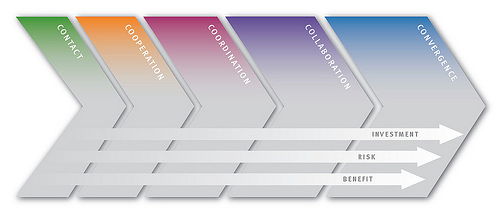 CONTACT
COOPERATION
COORDINATION
COLLABORATION
CONVERGENCE
INVESTMENT
RISK
BENEFIT